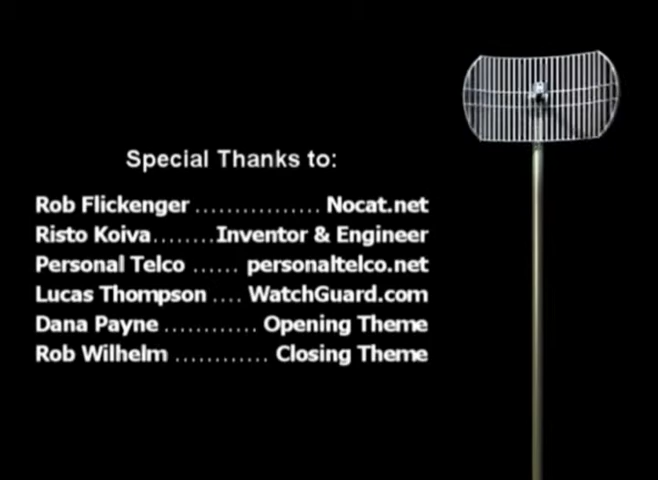 Special Thanks to:
Rob Flickenger ................ Nocat.net
Risto Koiva........Inventor & Engineer
Personal Telco ...... personaltelco.net
Lucas Thompson .... WatchGuard.com
Dana Payne ............ Opening Theme
Rob Wilhelm ............ Closing Theme